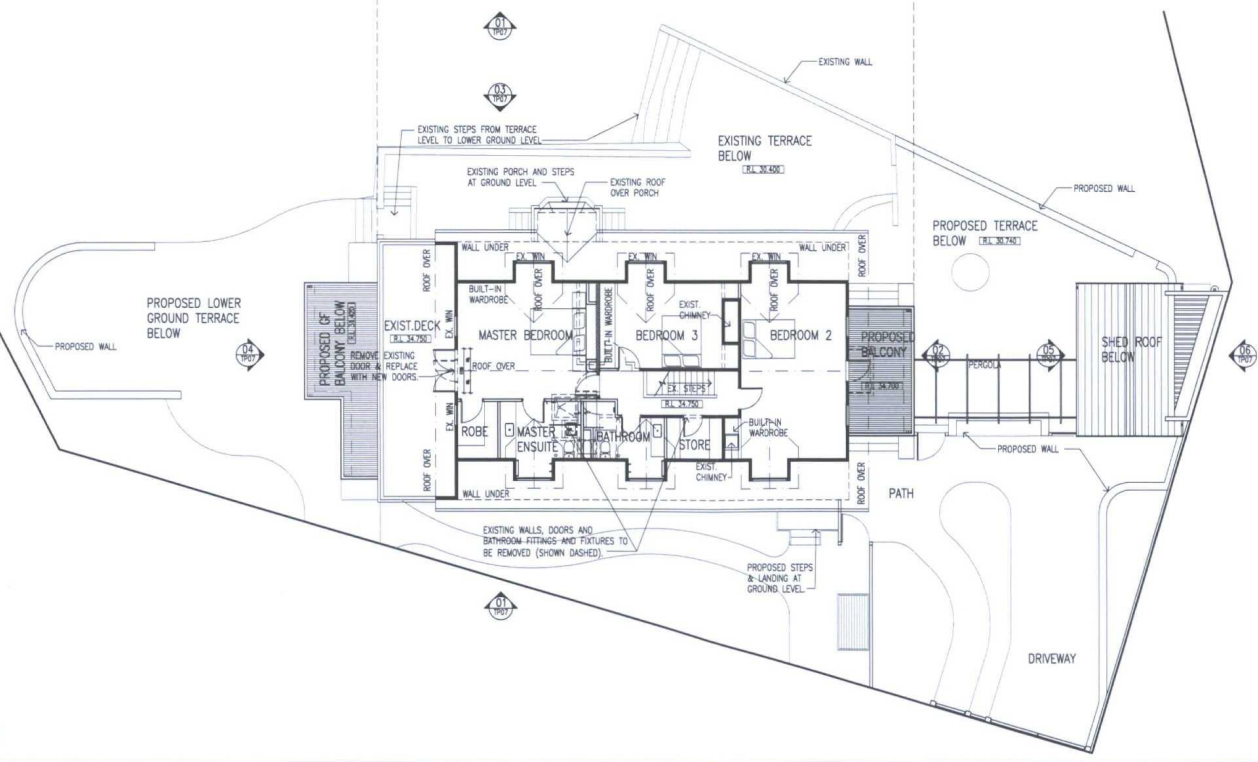 01
TP07
03
TP07
EXISTING WALL
EXISTING STEPS FROM TERRACE
LEVEL TO LOWER GROUND LEVEL
EXISTING TERRACE
BELOW
R.L. 30.400
EXISTING PORCH AND STEPS
AT GROUND LEVEL
EXISTING ROOF
OVER PORCH
PROPOSED WALL
PROPOSED TERRACE
BELOW
R.L. 30.740
WALL UNDER
WALL UNDER
ROOF OVER
ROOF OVER
EX. WIN
EX. WIN
EX. WIN
ROOF OVER
ROOF OVER
ROOF OVER
BUILT-IN
WARDROBE
BUILT-IN WARDROBE
EXIST.
CHIMNEY
PROPOSED LOWER
GROUND TERRACE
BELOW
PROPOSED GF
BALCONY BELOW
EXIST.DECK
R.L. 34.750
EX. WIN
MASTER BEDROOM
BEDROOM 3
BEDROOM 2
PROPOSED
BALCONY
R.L. 34.700
SHED ROOF
BELOW
PROPOSED WALL
04
TP07
REMOVE EXISTING
DOOR & REPLACE
WITH NEW DOORS.
ROOF OVER
02
05
06
TP07
PERGOLA
EX. STEPS
R.L. 34.750
EX. WIN
ROBE
MASTER
ENSUITE
BATHROOM
STORE
BUILT-IN
WARDROBE
EXIST.
CHIMNEY
PROPOSED WALL
ROOF OVER
ROOF OVER
WALL UNDER
PATH
EXISTING WALLS, DOORS AND
BATHROOM FITTINGS AND FIXTURES TO
BE REMOVED (SHOWN DASHED).
PROPOSED STEPS
& LANDING AT
GROUND LEVEL
01
TP07
DRIVEWAY